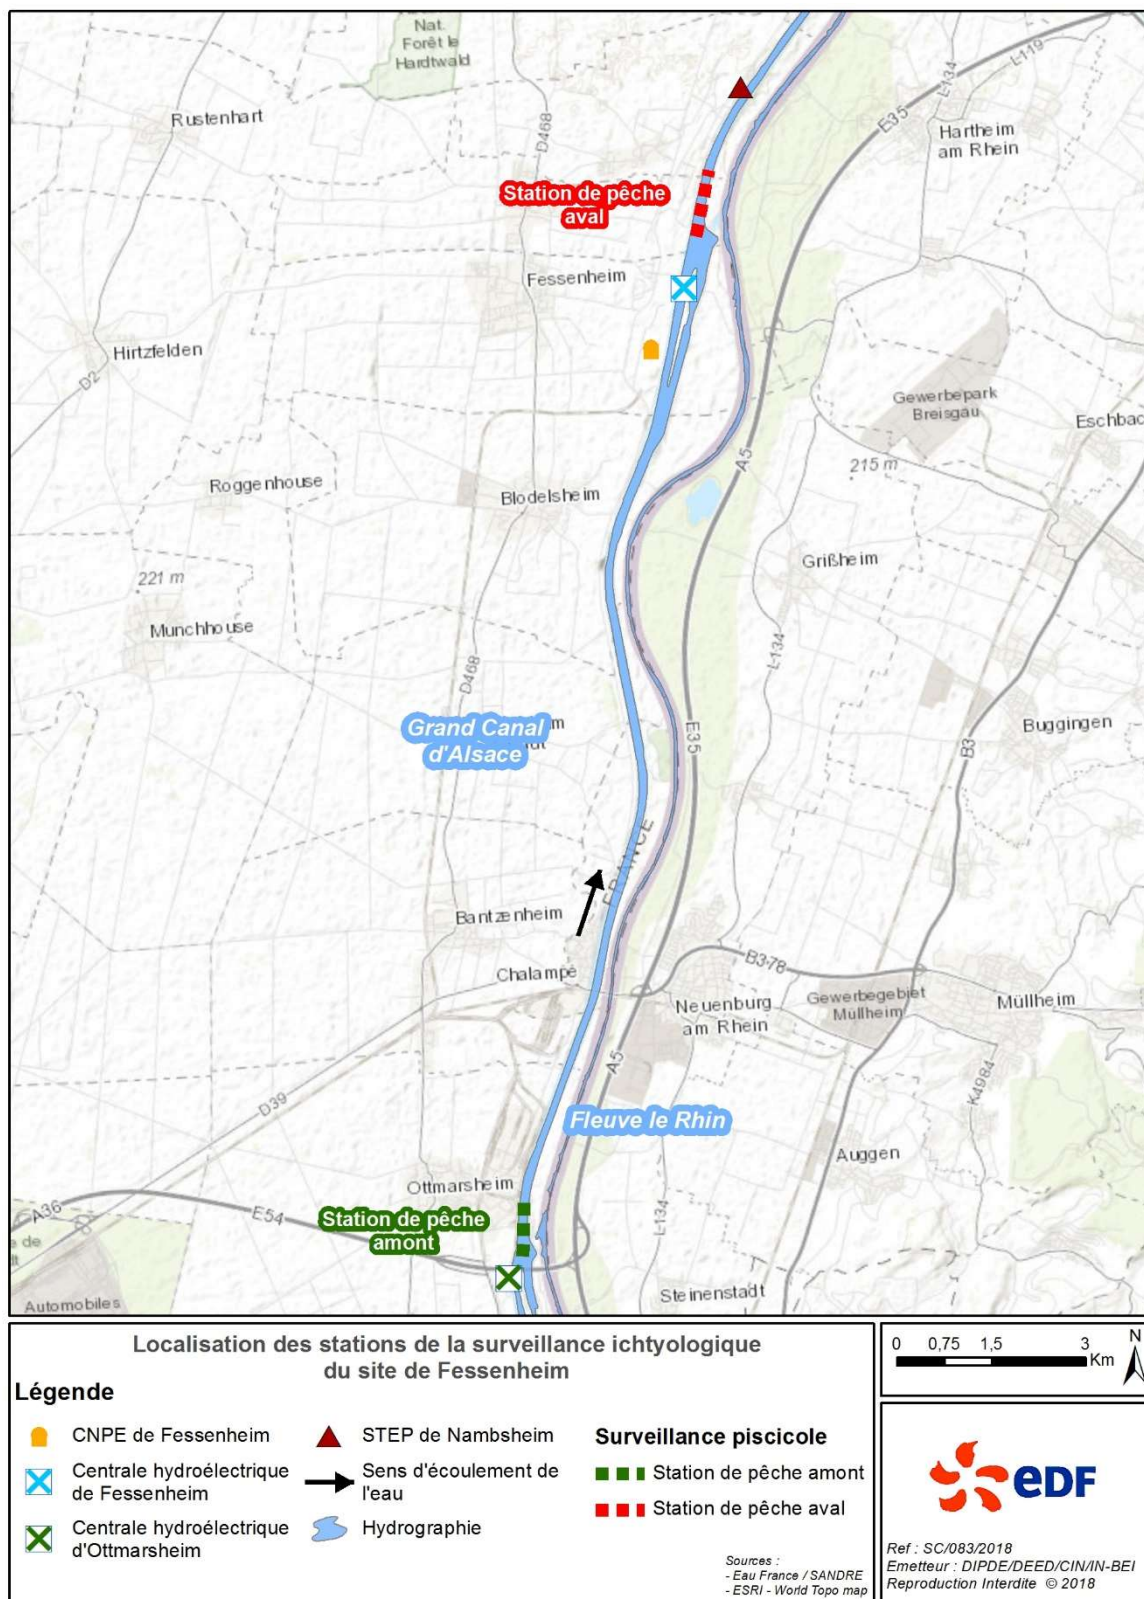 Nat.
Forêt le
Hardtwald
Rustenhart
D468
L119
L134
E35
Hartheim
am Rhein
Station de pêche
aval
Fessenheim
Hirtzfelden
D2
Gewerbepark
Breisgau
Eschbac
A5
215 m
Roggenhouse
Blodelsheim
Grißheim
221 m
Munchhouse
L134
D468
E35
Buggingen
B3
Grand Canal
d'Alsace
m
ut
FRANCE
Bantzenheim
Chalampé
B378
Neuenburg
am Rhein
Gewerbegebiet
Müllheim
Müllheim
A5
K4984
D39
Fleuve le Rhin
Auggen
Ottmarsheim
A36
E54
Station de pêche
amont
L134
e de
dt
Steinenstadt
Automobiles
Localisation des stations de la surveillance ichtyologique
du site de Fessenheim
Légende
CNPE de Fessenheim
Centrale hydroélectrique
de Fessenheim
Centrale hydroélectrique
d'Ottmarsheim
STEP de Nambsheim
Sens d'écoulement de
l'eau
Hydrographie
Surveillance piscicole
Station de pêche amont
Station de pêche aval
Sources :
- Eau France / SANDRE
- ESRI - World Topo map
0 0,75 1,5 3
Km
N
eDF
Ref : SC/083/2018
Emetteur : DIPDE/DEED/CIN/IN-BEI
Reproduction Interdite © 2018